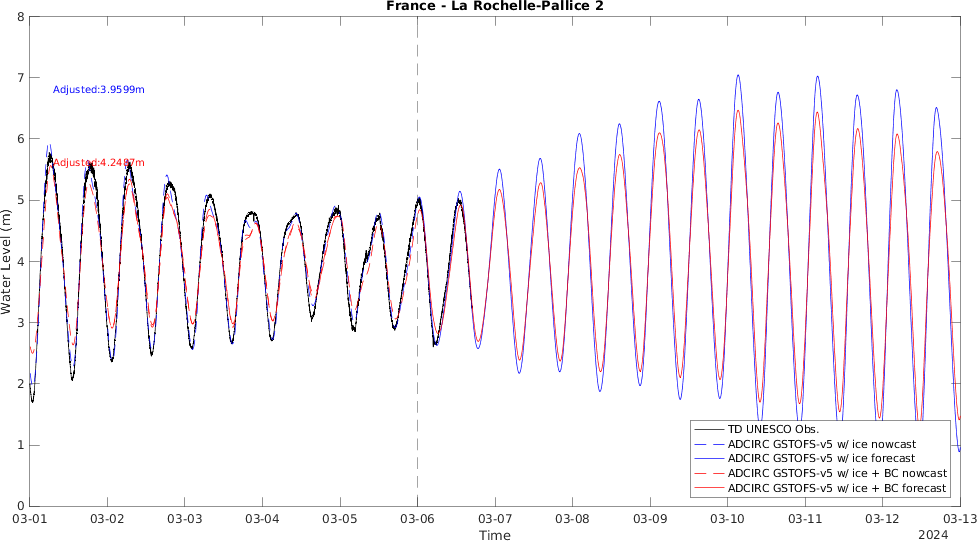 France - La Rochelle-Pallice 2
8
7
6
5
4
3
2
1
0
Water Level (m)
Adjusted:3.9599m
Adjusted:4.2487m
TD UNESCO Obs.
ADCIRC GSTOFS-v5 w/ ice nowcast
ADCIRC GSTOFS-v5 w/ ice forecast
ADCIRC GSTOFS-v5 w/ ice + BC nowcast
ADCIRC GSTOFS-v5 w/ ice + BC forecast
03-01 03-02 03-03 03-04 03-05 03-06 03-07 03-08 03-09 03-10 03-11 03-12 03-13
Time
2024